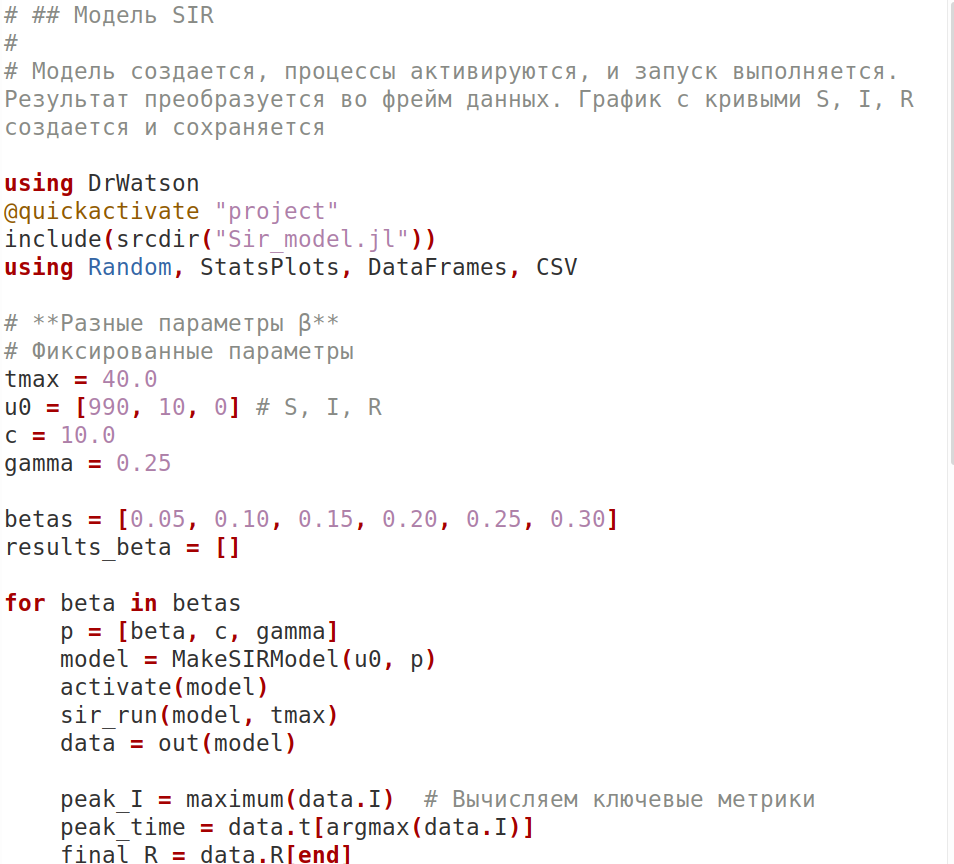 # ## Модель SIR
#
# Модель создается, процессы активируются, и запуск выполняется.
Результат преобразуется во фрейм данных. График с кривыми S, I, R
создается и сохраняется
using DrWatson
@quickactivate "project"
include(srcdir("Sir_model.jl"))
using Random, StatsPlots, DataFrames, CSV
# **Разные параметры β**
# Фиксированные параметры
tmax = 40.0
u0 = [990, 10, 0] # S, I, R
c = 10.0
gamma = 0.25
betas = [0.05, 0.10, 0.15, 0.20, 0.25, 0.30]
results_beta = []
for beta in betas
    p = [beta, c, gamma]
    model = MakeSIRModel(u0, p)
    activate(model)
    sir_run(model, tmax)
    data = out(model)
    peak_I = maximum(data.I)  # Вычисляем ключевые метрики
    peak_time = data.t[argmax(data.I)]
    final_R = data.R[end]